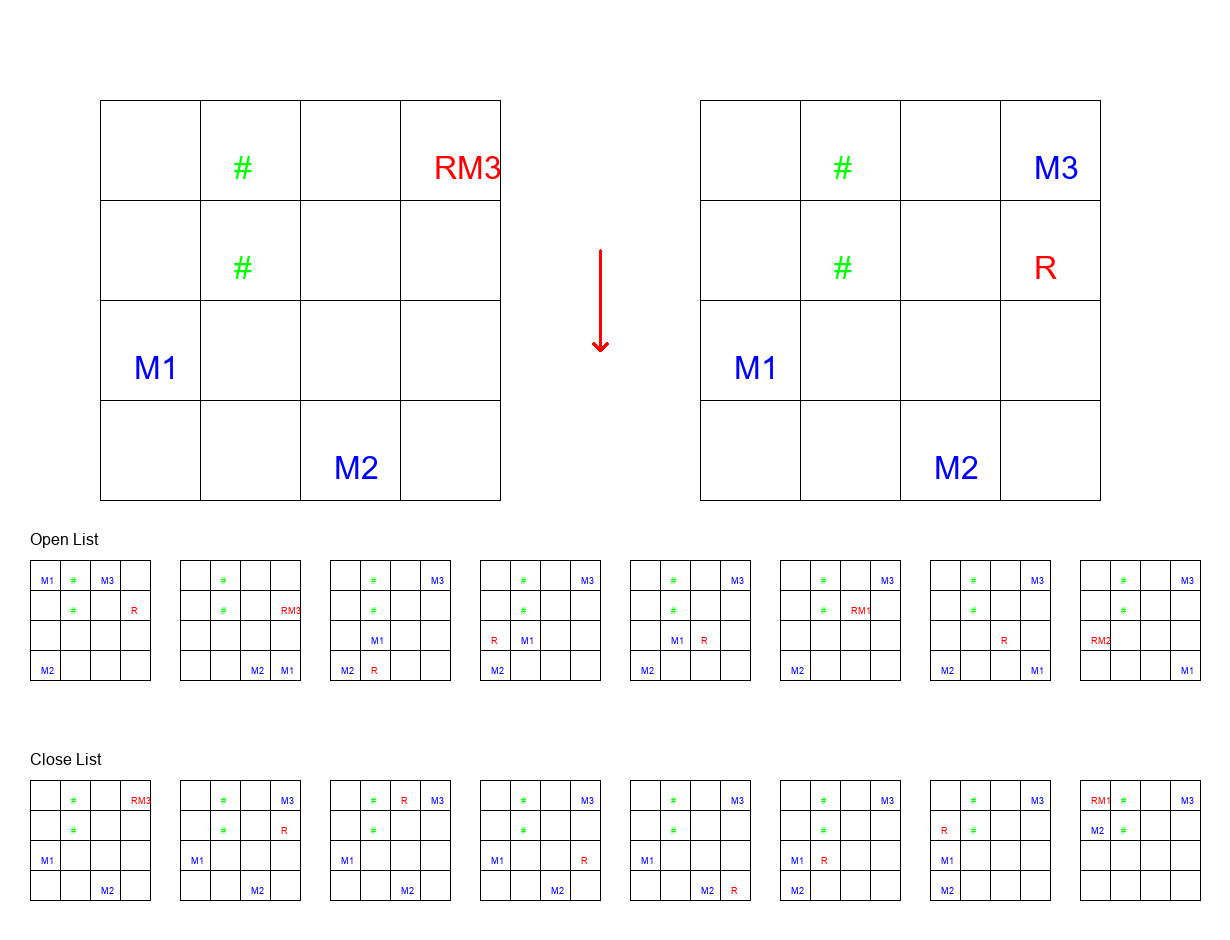 # RM3 # M3
# # R
M1 M1
M2 M2
Open List
M1 # M3 # # M3 # M3 # M3 # M3 # M3 # M3
# R # RM3 # # # # RM1 # #
M1 R M1 M1 R R RM2
M2 M2 M1 M2 R M2 M2 M2 M2 M1 M1
Close List
# RM3 # M3 # R M3 # M3 # M3 # M3 # M3 RM1 # M3
# # R # # # # R # M2 #
M1 M1 M1 M1 R M1 M1 R M1
M2 M2 M2 M2 M2 R M2 M2